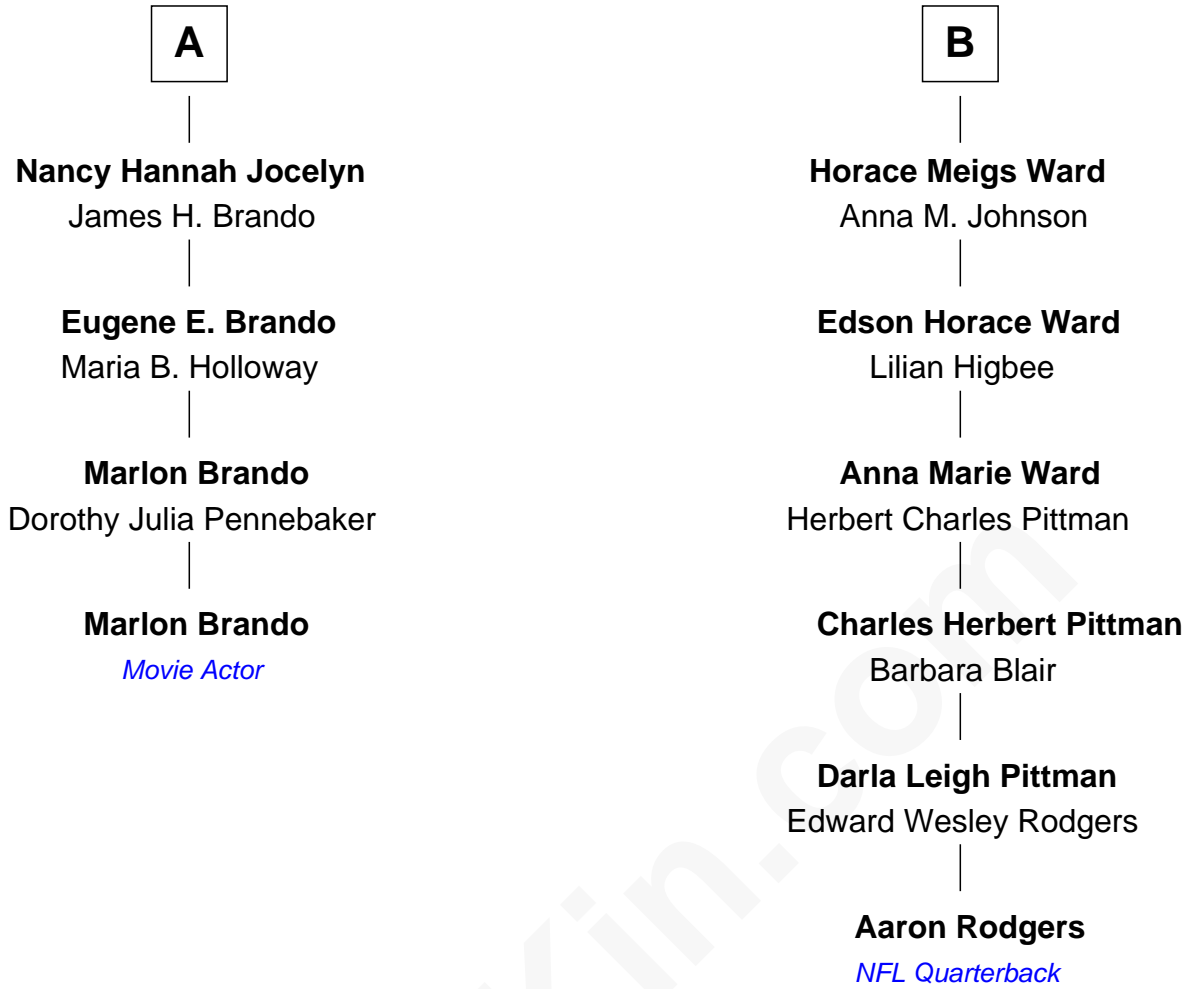 A
Nancy Hannah Jocelyn
James H. Brando
Eugene E. Brando
Maria B. Holloway
Marlon Brando
Dorothy Julia Pennebaker
Marlon Brando
Movie Actor
B
Horace Meigs Ward
Anna M. Johnson
Edson Horace Ward
Lilian Higbee
Anna Marie Ward
Herbert Charles Pittman
Charles Herbert Pittman
Barbara Blair
Darla Leigh Pittman
Edward Wesley Rodgers
Aaron Rodgers
NFL Quarterback
Kin.com